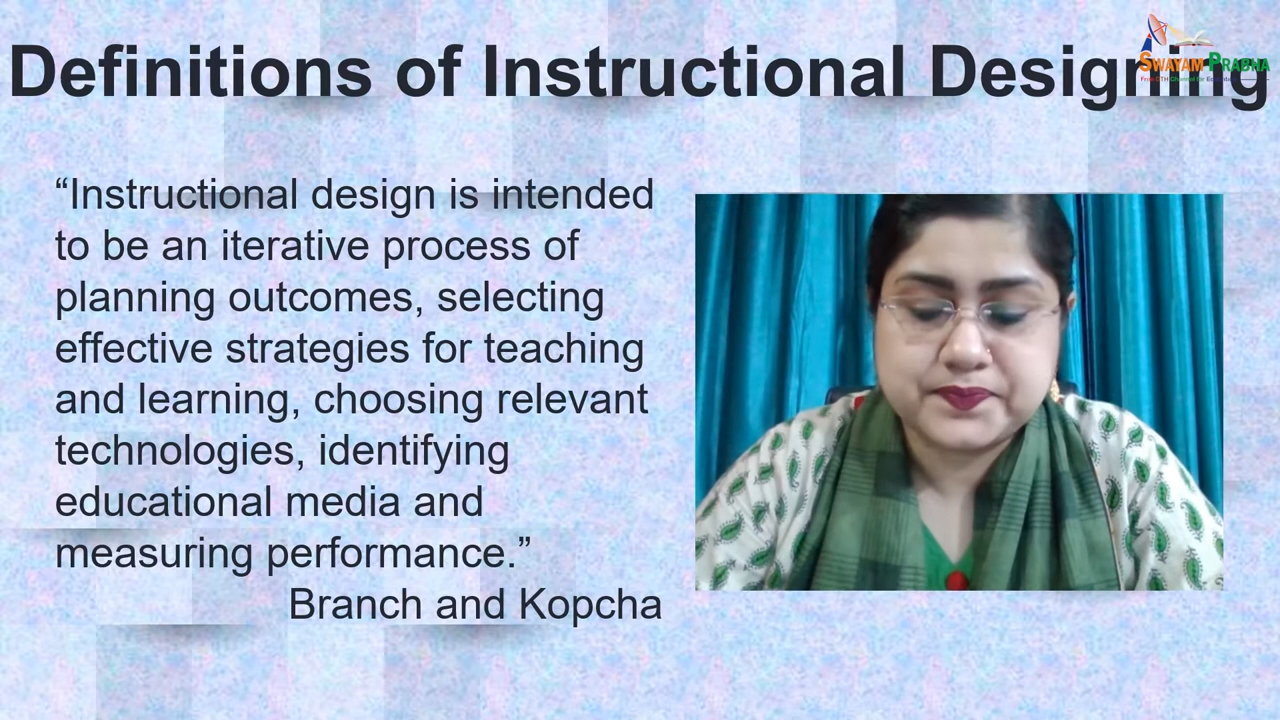 Definitions of Instructional Designing
SWAYAM PRABHA
“Instructional design is intended
to be an iterative process of
planning outcomes, selecting
effective strategies for teaching
and learning, choosing relevant
technologies, identifying
educational media and
measuring performance.”
Branch and Kopcha